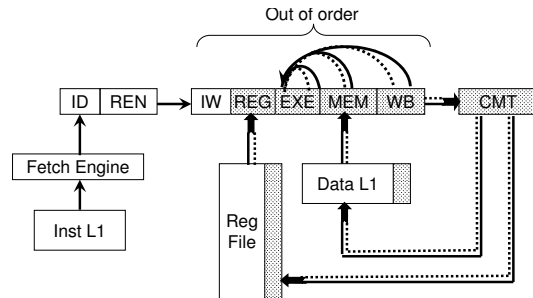 Out of order
ID REN IW REG EXE MEM WB CMT
Fetch Engine
Inst L1
Reg
File
Data L1